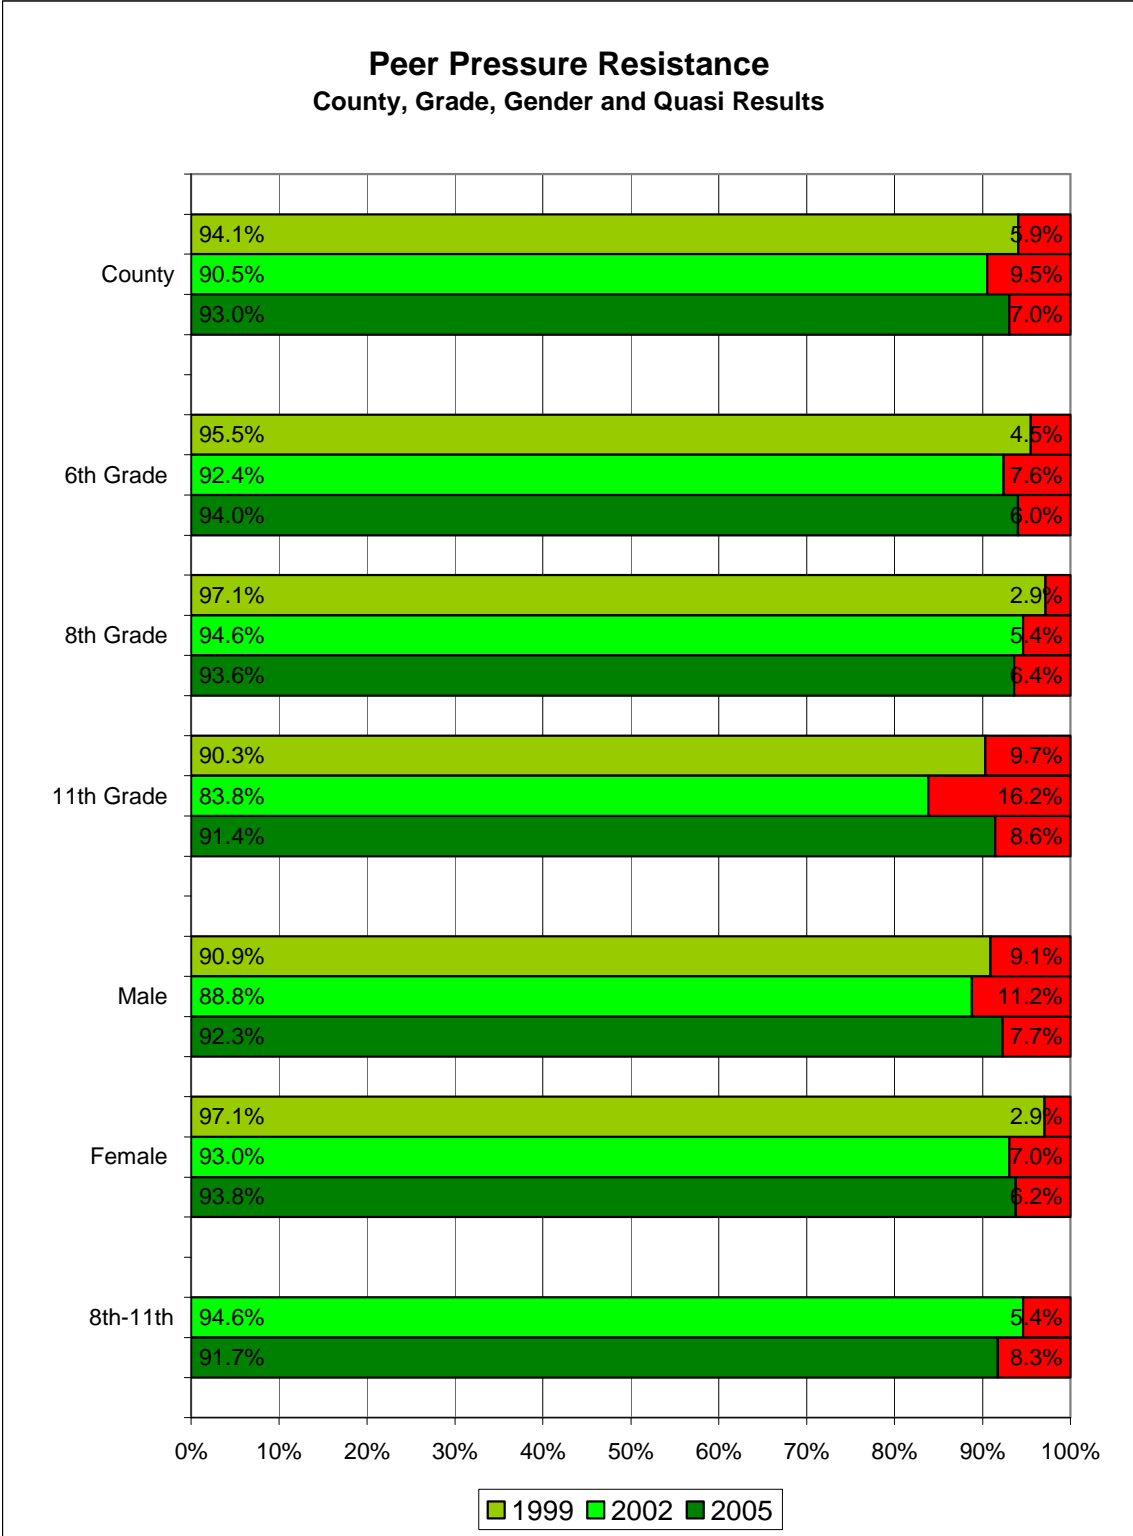 Peer Pressure Resistance
County, Grade, Gender and Quasi Results
94.1% 5.9%
County 90.5% 9.5%
93.0% 7.0%
95.5% 4.5%
6th Grade 92.4% 7.6%
94.0% 6.0%
97.1% 2.9%
8th Grade 94.6% 5.4%
93.6% 6.4%
90.3% 9.7%
11th Grade 83.8% 16.2%
91.4% 8.6%
90.9% 9.1%
Male 88.8% 11.2%
92.3% 7.7%
97.1% 2.9%
Female 93.0% 7.0%
93.8% 6.2%
8th-11th 94.6% 5.4%
91.7% 8.3%
0% 10% 20% 30% 40% 50% 60% 70% 80% 90% 100%
1999 2002 2005